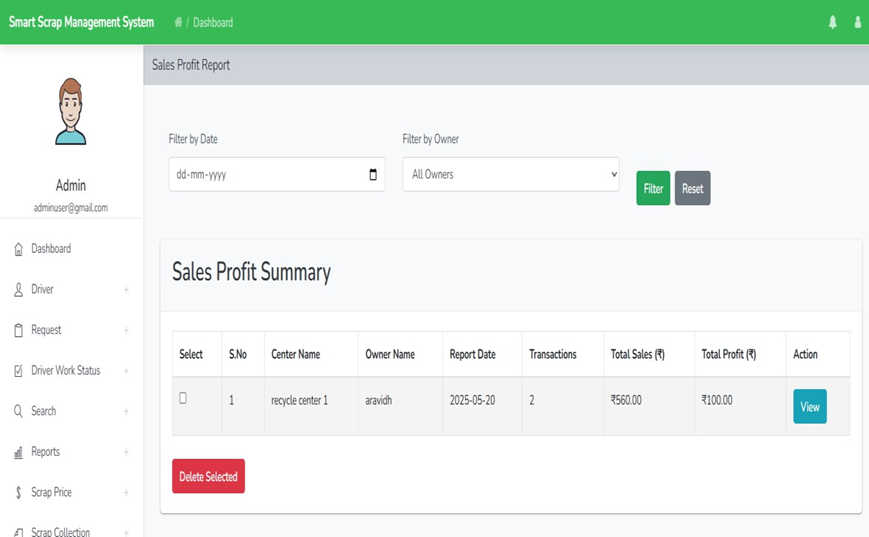 Smart Scrap Management System / Dashboard
Sales Profit Report
Admin
adminuser@gmail.com
Dashboard
Driver +
Request +
Driver Work Status +
Search +
Reports +
Scrap Price +
Scrap Collection +
Filter by Date Filter by Owner
dd-mm-yyyy All Owners Filter Reset
Sales Profit Summary
Select S.No Center Name Owner Name Report Date Transactions Total Sales (₹) Total Profit (₹) Action
1 recycle center 1 aravidh 2025-05-20 2 ₹560.00 ₹100.00 View
Delete Selected